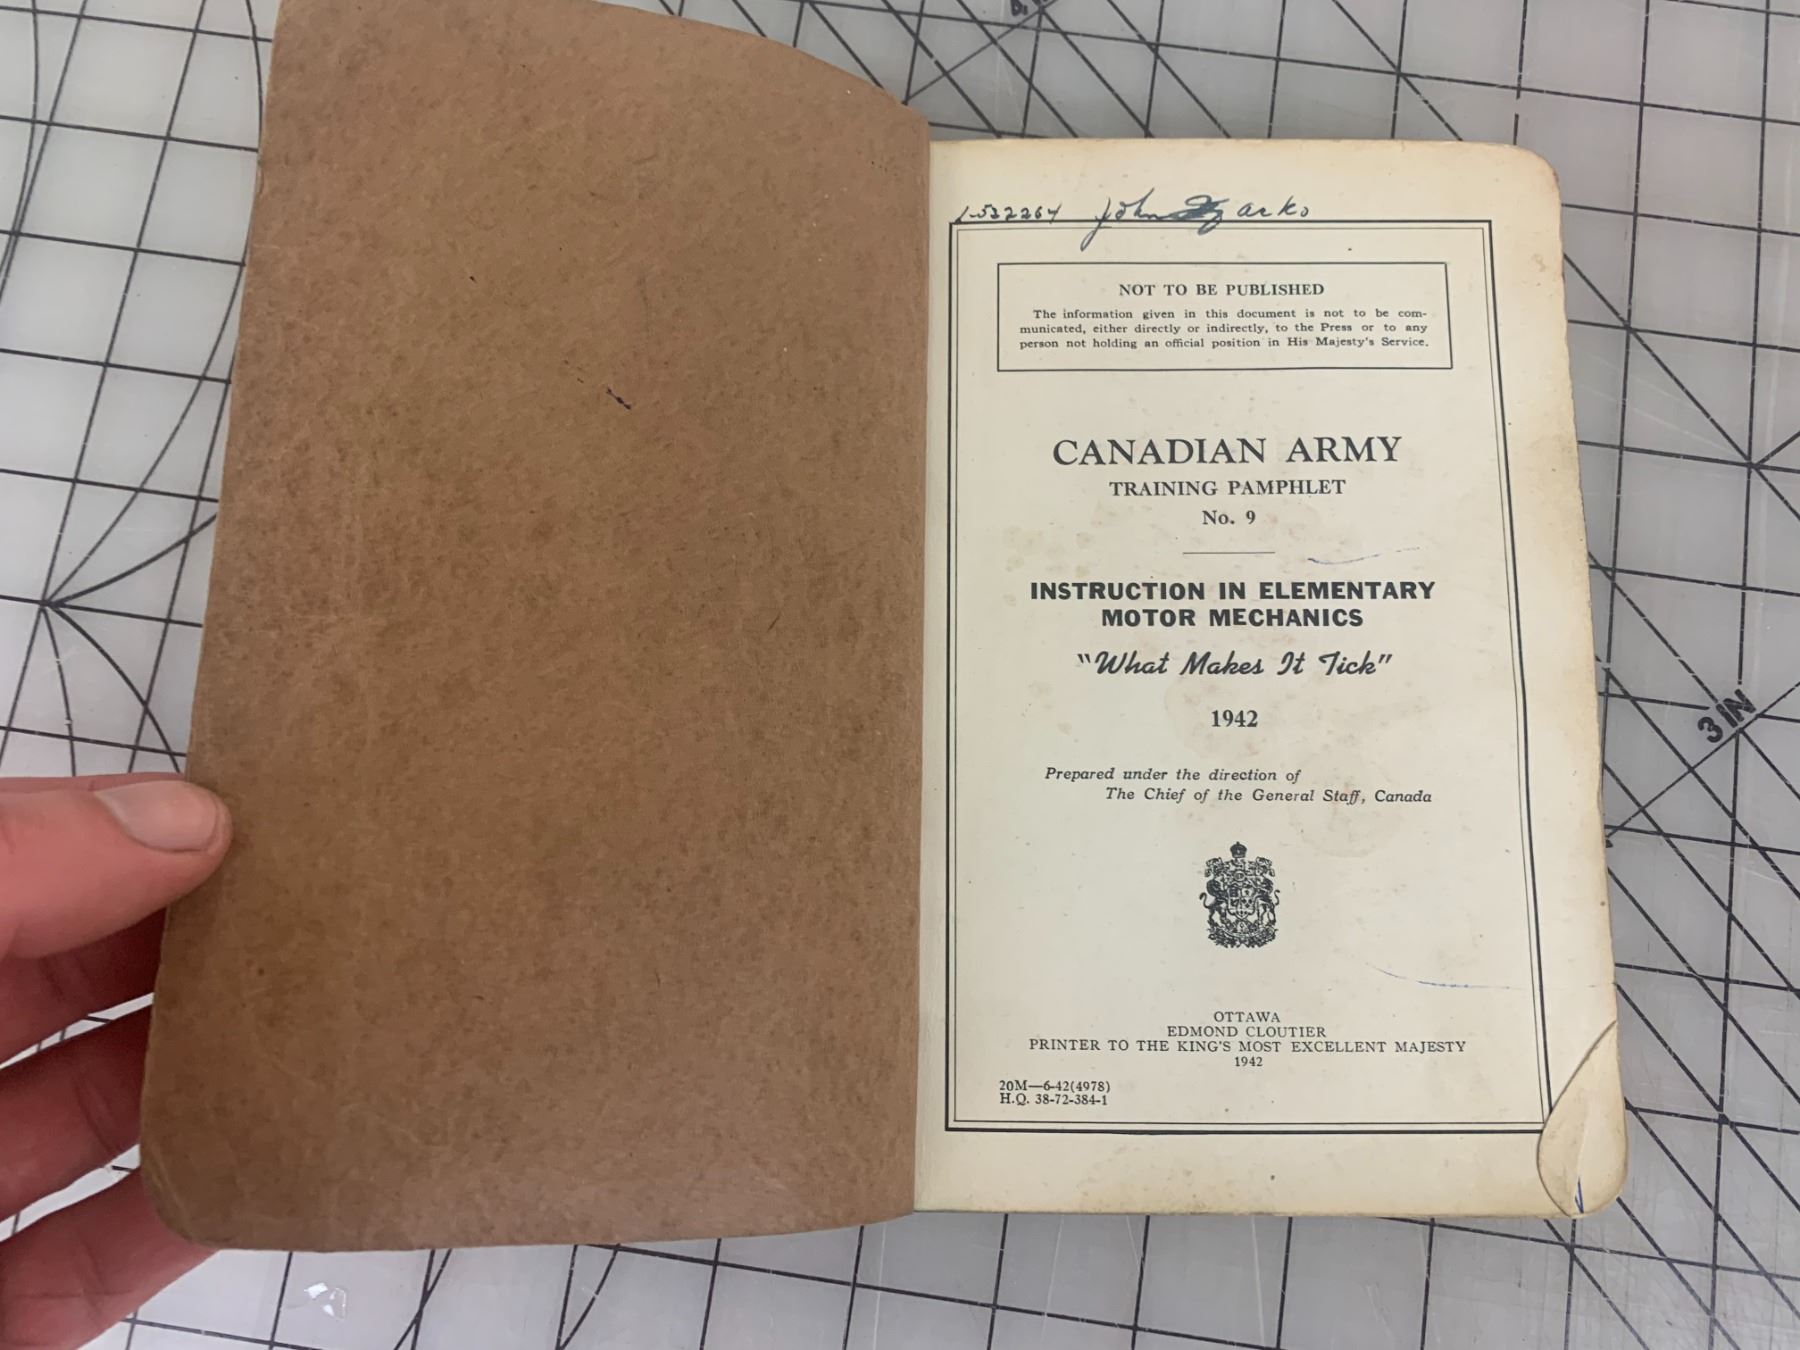 L-532264 John Zarko
NOT TO BE PUBLISHED
The information given in this document is not to be com-
municated, either directly or indirectly, to the Press or to any
person not holding an official position in His Majesty's Service.
CANADIAN ARMY
TRAINING PAMPHLET
No. 9
INSTRUCTION IN ELEMENTARY
MOTOR MECHANICS
"What Makes It Tick"
1942
Prepared under the direction of
The Chief of the General Staff, Canada
OTTAWA
EDMOND CLOUTIER
PRINTER TO THE KING'S MOST EXCELLENT MAJESTY
1942
20M—6-42(4978)
H.Q. 38-72-384-1
3 IN